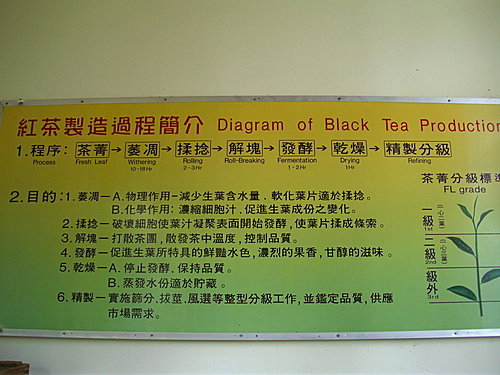 紅茶製造過程簡介 Diagram of Black Tea Production
1.程序:茶菁→萎凋→揉捻→解塊→發酵→乾燥→精製分級
Process Fresh Leaf Withering Rolling Roll-Breaking Fermentation Drying Refining
10-18Hr 2-3Hr 1-2Hr 1Hr
2.目的:1.萎凋-A.物理作用-減少生葉含水量、軟化葉片適於揉捻。
B.化學作用:濃縮細胞汁.促進生葉成份之變化。
2.揉捻-破壞細胞使葉汁凝聚表面開始發酵,使葉片揉成條索。
3.解塊-打散茶團,散發茶中溫度,控制品質。
4.發酵-促進生葉所特具的鮮豔水色,濃烈的果香,甘醇的滋味。
5.乾燥-A.停止發酵.保持品質。
B.蒸發水份適於貯藏。
6.精製-實施篩分.拔莖.風選等整型分級工作,並鑑定品質,供應
市場需求。
茶菁分級標
FL grade
一級 1st (一心二葉)
二級 2nd (一心三葉)
級外 3rd